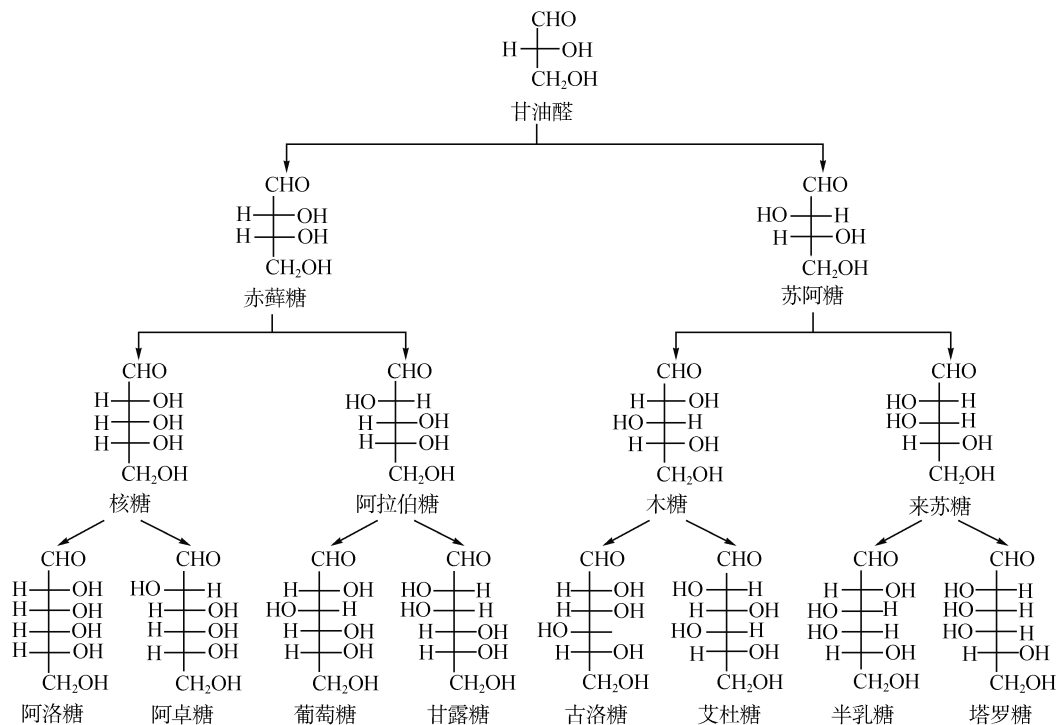 CHO
H OH
CH₂OH
甘油醛
CHO CHO
H OH HO H
H OH H OH
CH₂OH CH₂OH
赤藓糖 苏阿糖
CHO CHO CHO CHO
H OH HO H H OH HO H
H OH H OH HO H HO H
H OH H OH H OH H OH
CH₂OH CH₂OH CH₂OH CH₂OH
核糖 阿拉伯糖 木糖 来苏糖
CHO CHO CHO CHO CHO CHO CHO CHO
H OH HO H H OH HO H H OH HO H H OH HO H
H OH H OH HO H HO H H OH H OH HO H HO H
H OH H OH H OH H OH HO HO H HO H HO H
H OH H OH H OH H OH H OH H OH H OH H OH
CH₂OH CH₂OH CH₂OH CH₂OH CH₂OH CH₂OH CH₂OH CH₂OH
阿洛糖 阿卓糖 葡萄糖 甘露糖 古洛糖 艾杜糖 半乳糖 塔罗糖